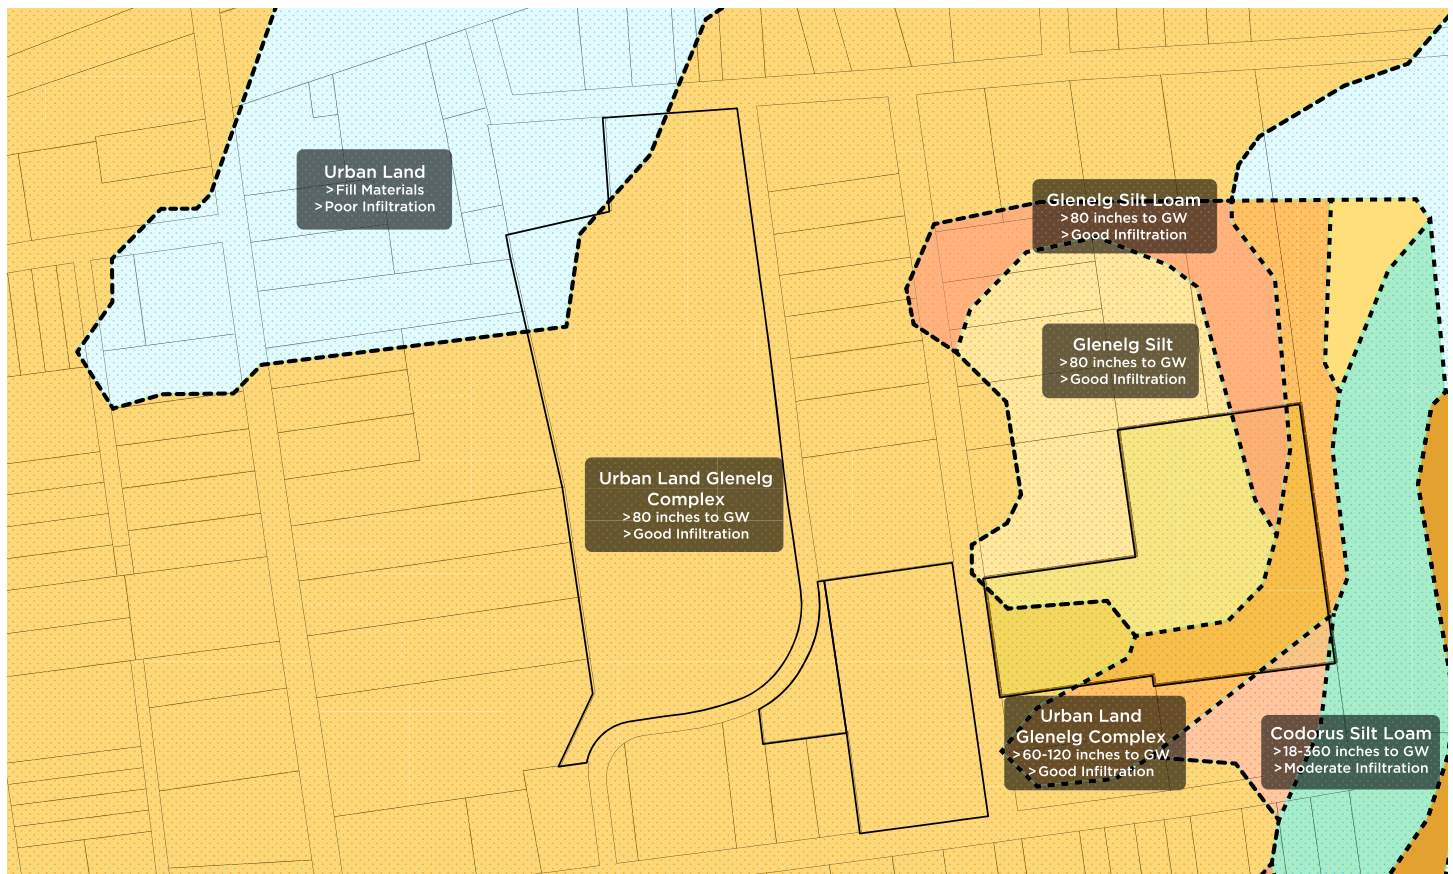 Urban Land
>Fill Materials
>Poor Infiltration
Glenelg Silt Loam
>80 inches to GW
>Good Infiltration
Glenelg Silt
>80 inches to GW
>Good Infiltration
Urban Land Glenelg
Complex
>80 inches to GW
>Good Infiltration
Urban Land
Glenelg Complex
>60-120 inches to GW
>Good Infiltration
Codorus Silt Loam
>18-360 inches to GW
>Moderate Infiltration